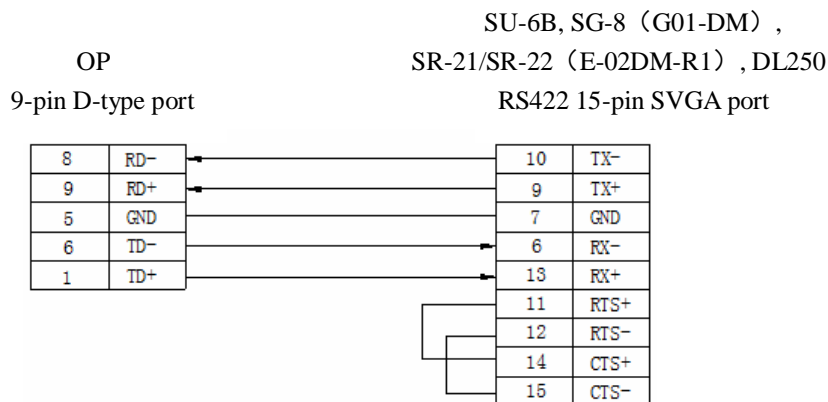 SU-6B, SG-8（G01-DM）,
OP SR-21/SR-22（E-02DM-R1）, DL250
9-pin D-type port RS422 15-pin SVGA port
8 RD- 10 TX-
9 RD+ 9 TX+
5 GND 7 GND
6 TD- 6 RX-
1 TD+ 13 RX+
11 RTS+
12 RTS-
14 CTS+
15 CTS-